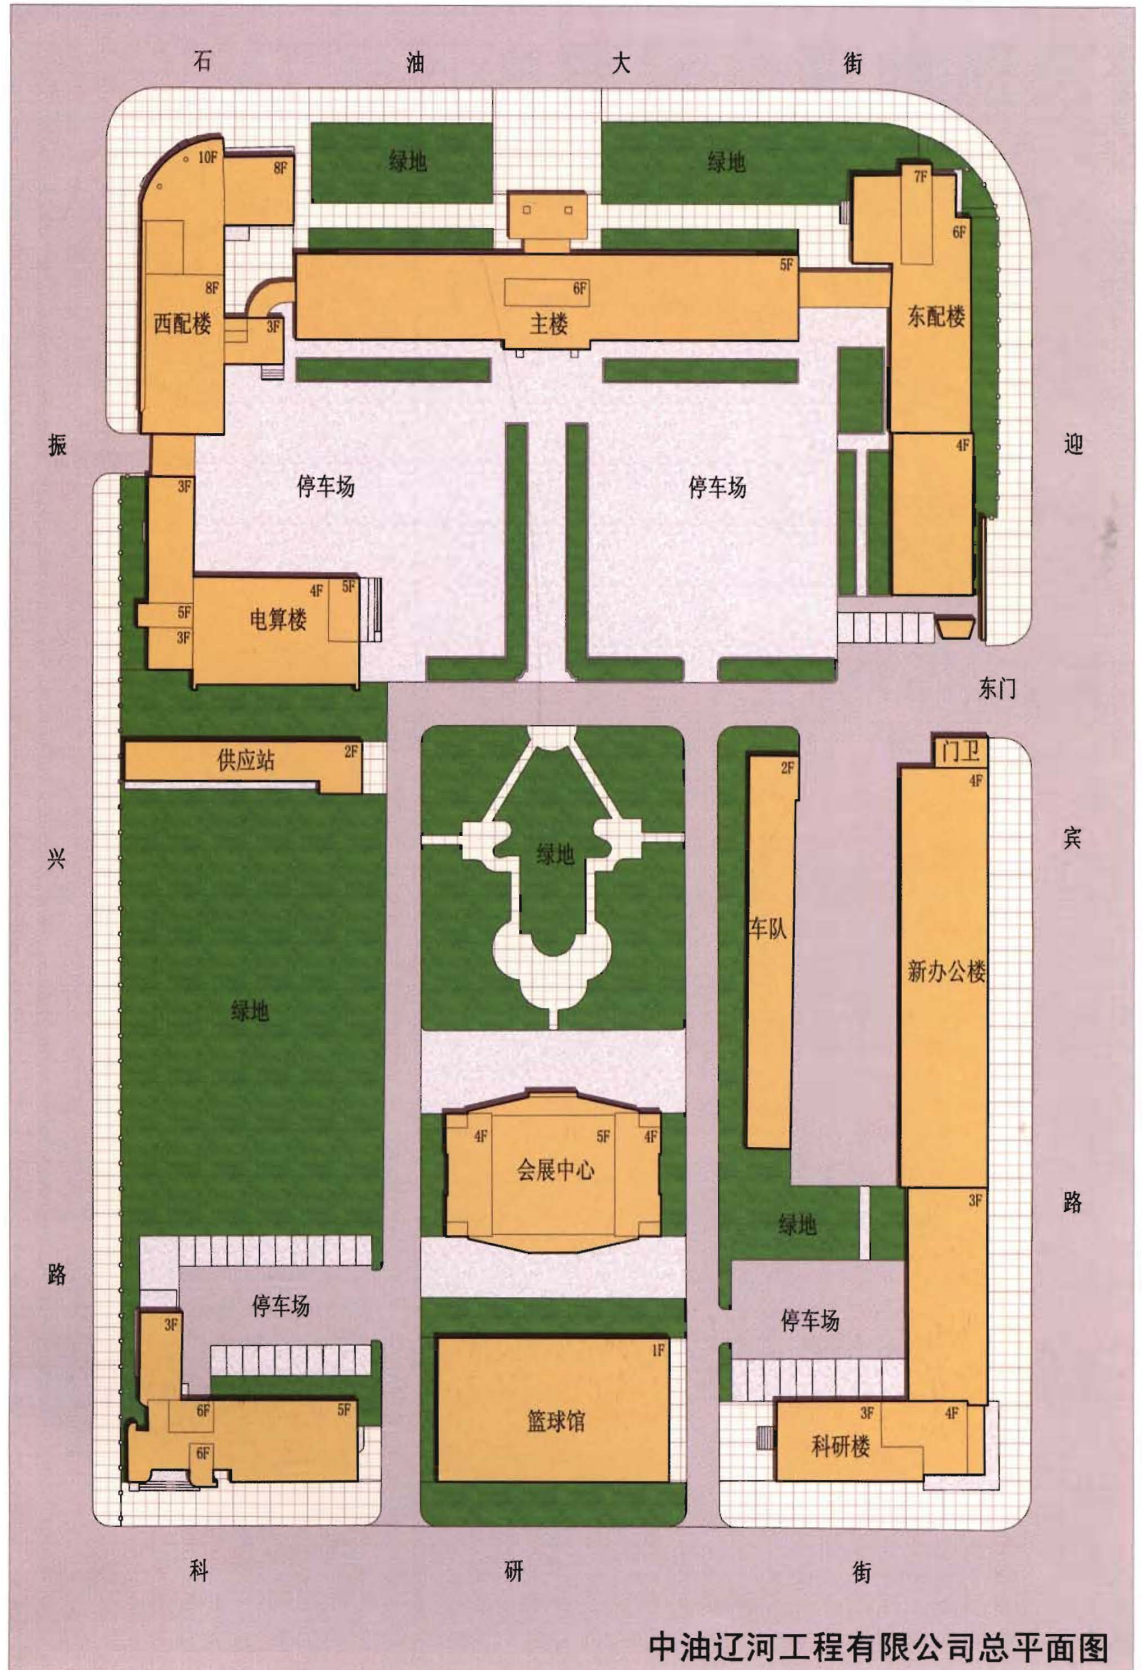 石油大街
绿地
绿地
10F
8F
7F
6F
5F
6F
8F
3F
西配楼
主楼
东配楼
振兴路
迎宾路
4F
停车场
停车场
3F
4F
5F
电算楼
5F
3F
东门
供应站
2F
门卫
2F
4F
绿地
车队
新办公楼
绿地
4F
5F
4F
会展中心
3F
绿地
停车场
停车场
3F
1F
6F
5F
6F
篮球馆
3F
4F
科研楼
科研街
中油辽河工程有限公司总平面图